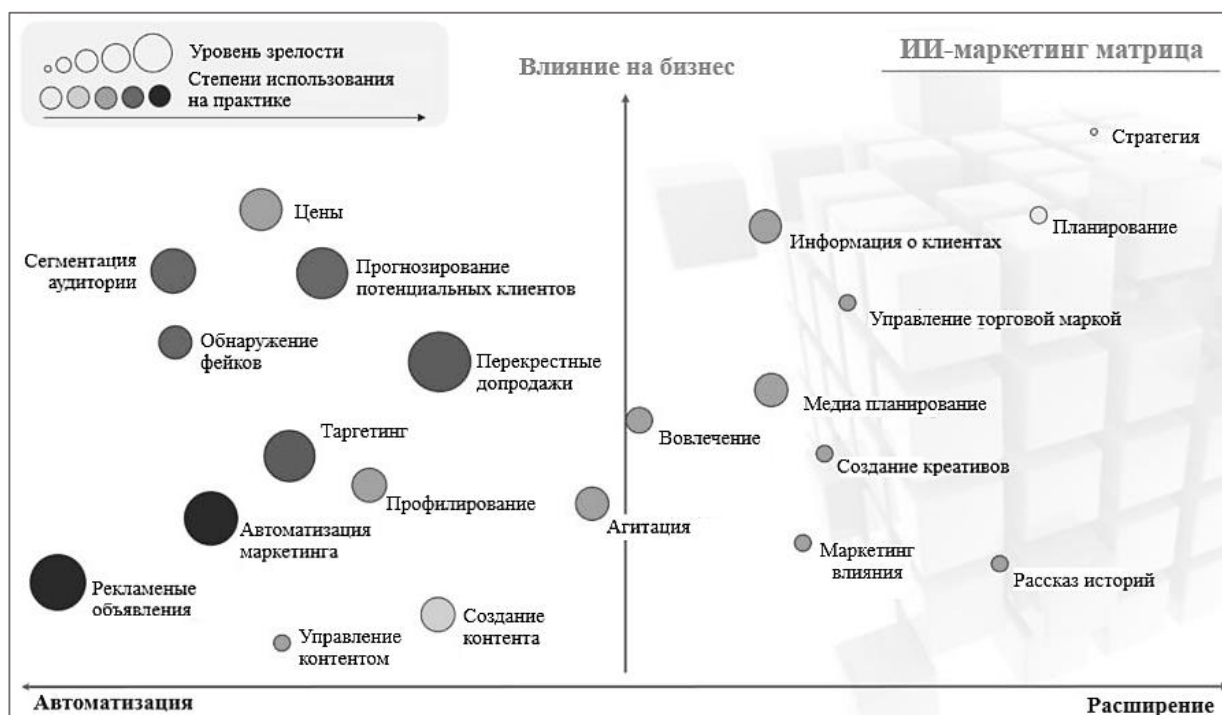 Уровень зрелости
Степени использования
на практике
Влияние на бизнес
ИИ-маркетинг матрица
Стратегия
Цены
Информация о клиентах
Планирование
Сегментация
аудитории
Прогнозирование
потенциальных клиентов
Управление торговой маркой
Обнаружение
фейков
Перекрестные
допродажи
Медиа планирование
Таргетинг
Вовлечение
Создание креативов
Профилирование
Агитация
Автоматизация
маркетинга
Маркетинг
влияния
Рассказ историй
Рекламеные
объявления
Создание
контента
Управление
контентом
Автоматизация
Расширение